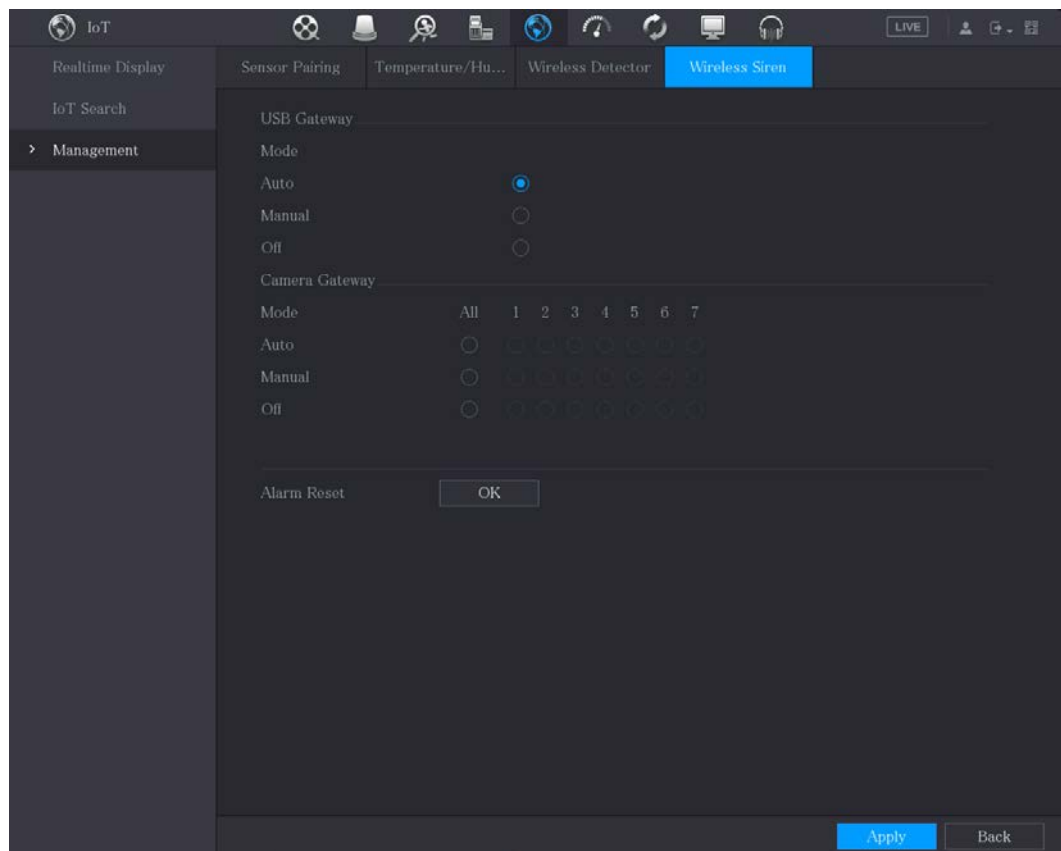 IoT LIVE
Realtime Display Sensor Pairing Temperature/Hu... Wireless Detector Wireless Siren
IoT Search
Management
USB Gateway
Mode
Auto
Manual
Off
Camera Gateway
Mode All 1 2 3 4 5 6 7
Auto
Manual
Off
Alarm Reset OK
Apply Back